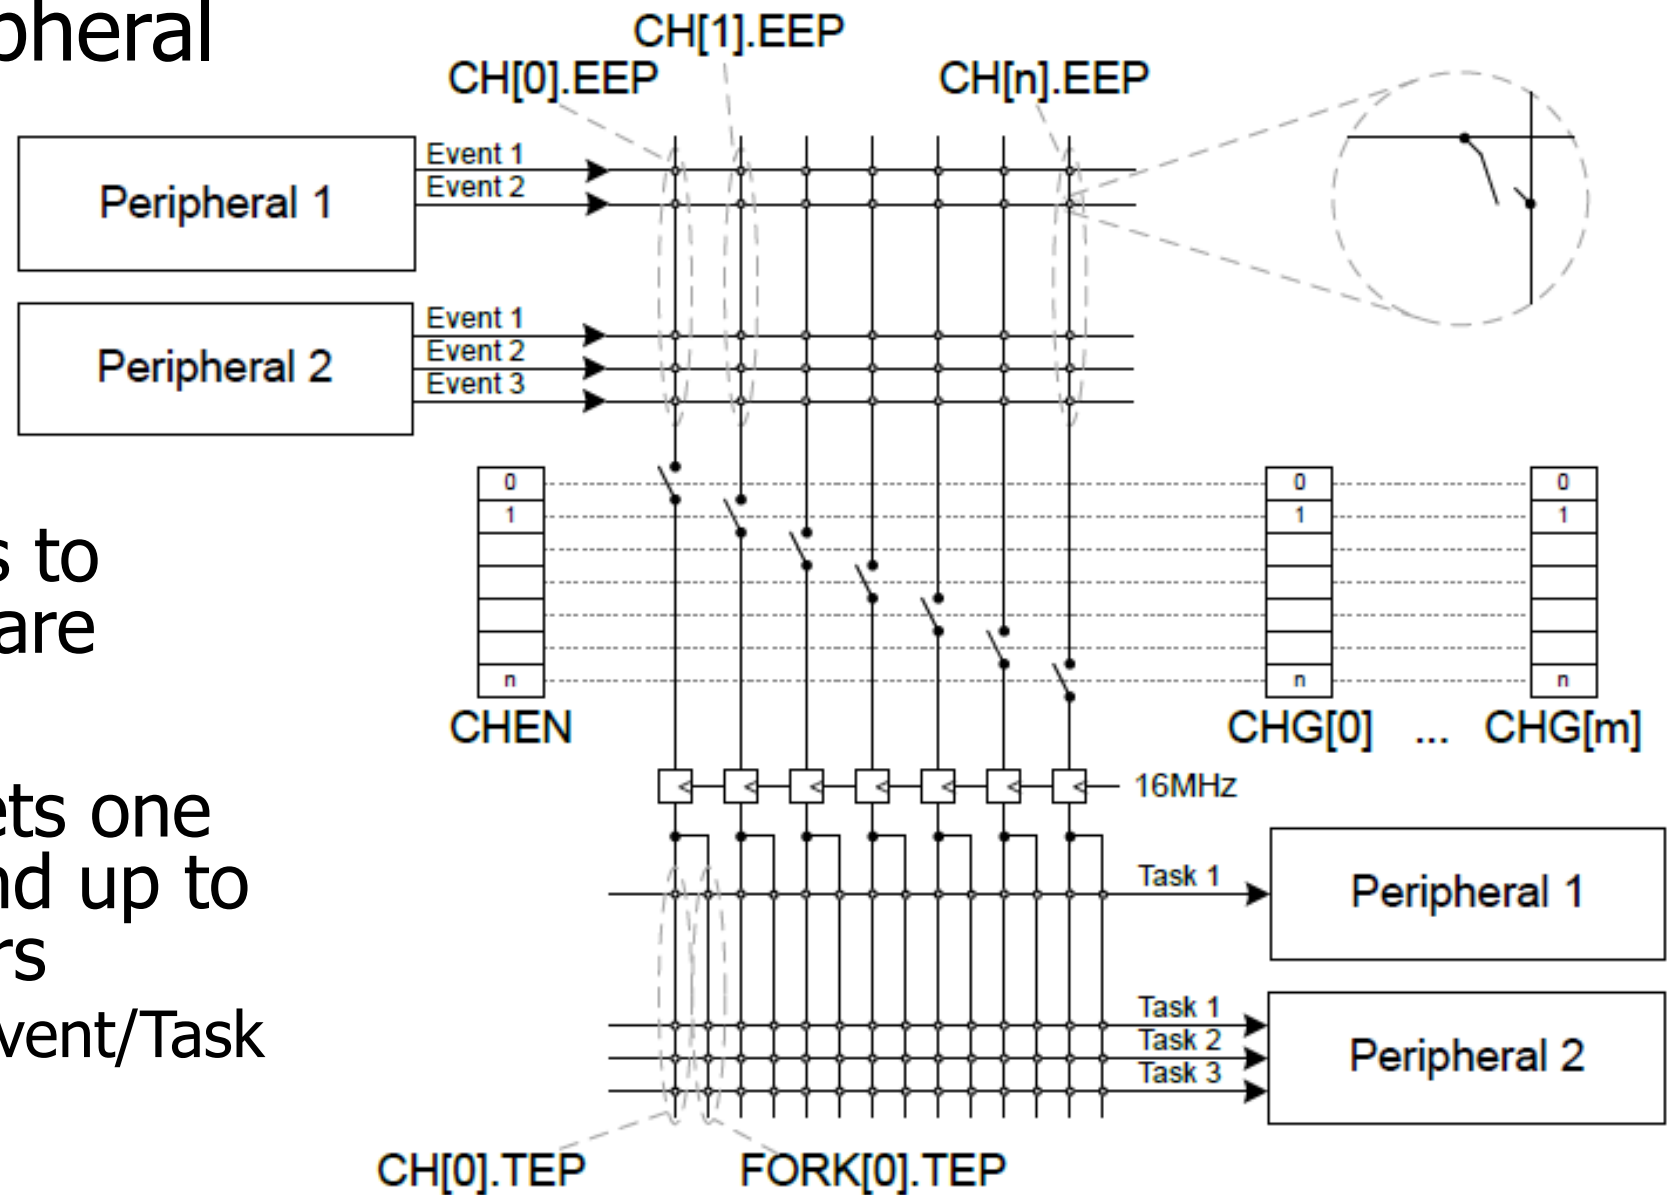 pheral
CH[1].EEP
CH[0].EEP
CH[n].EEP
Peripheral 1
Event 1
Event 2
Peripheral 2
Event 1
Event 2
Event 3
s to
are
0
1
n
CHEN
0
1
n
CHG[0]
...
0
1
n
CHG[m]
16MHz
ets one
nd up to
rs
vent/Task
Task 1
Peripheral 1
Task 1
Task 2
Task 3
Peripheral 2
CH[0].TEP
FORK[0].TEP